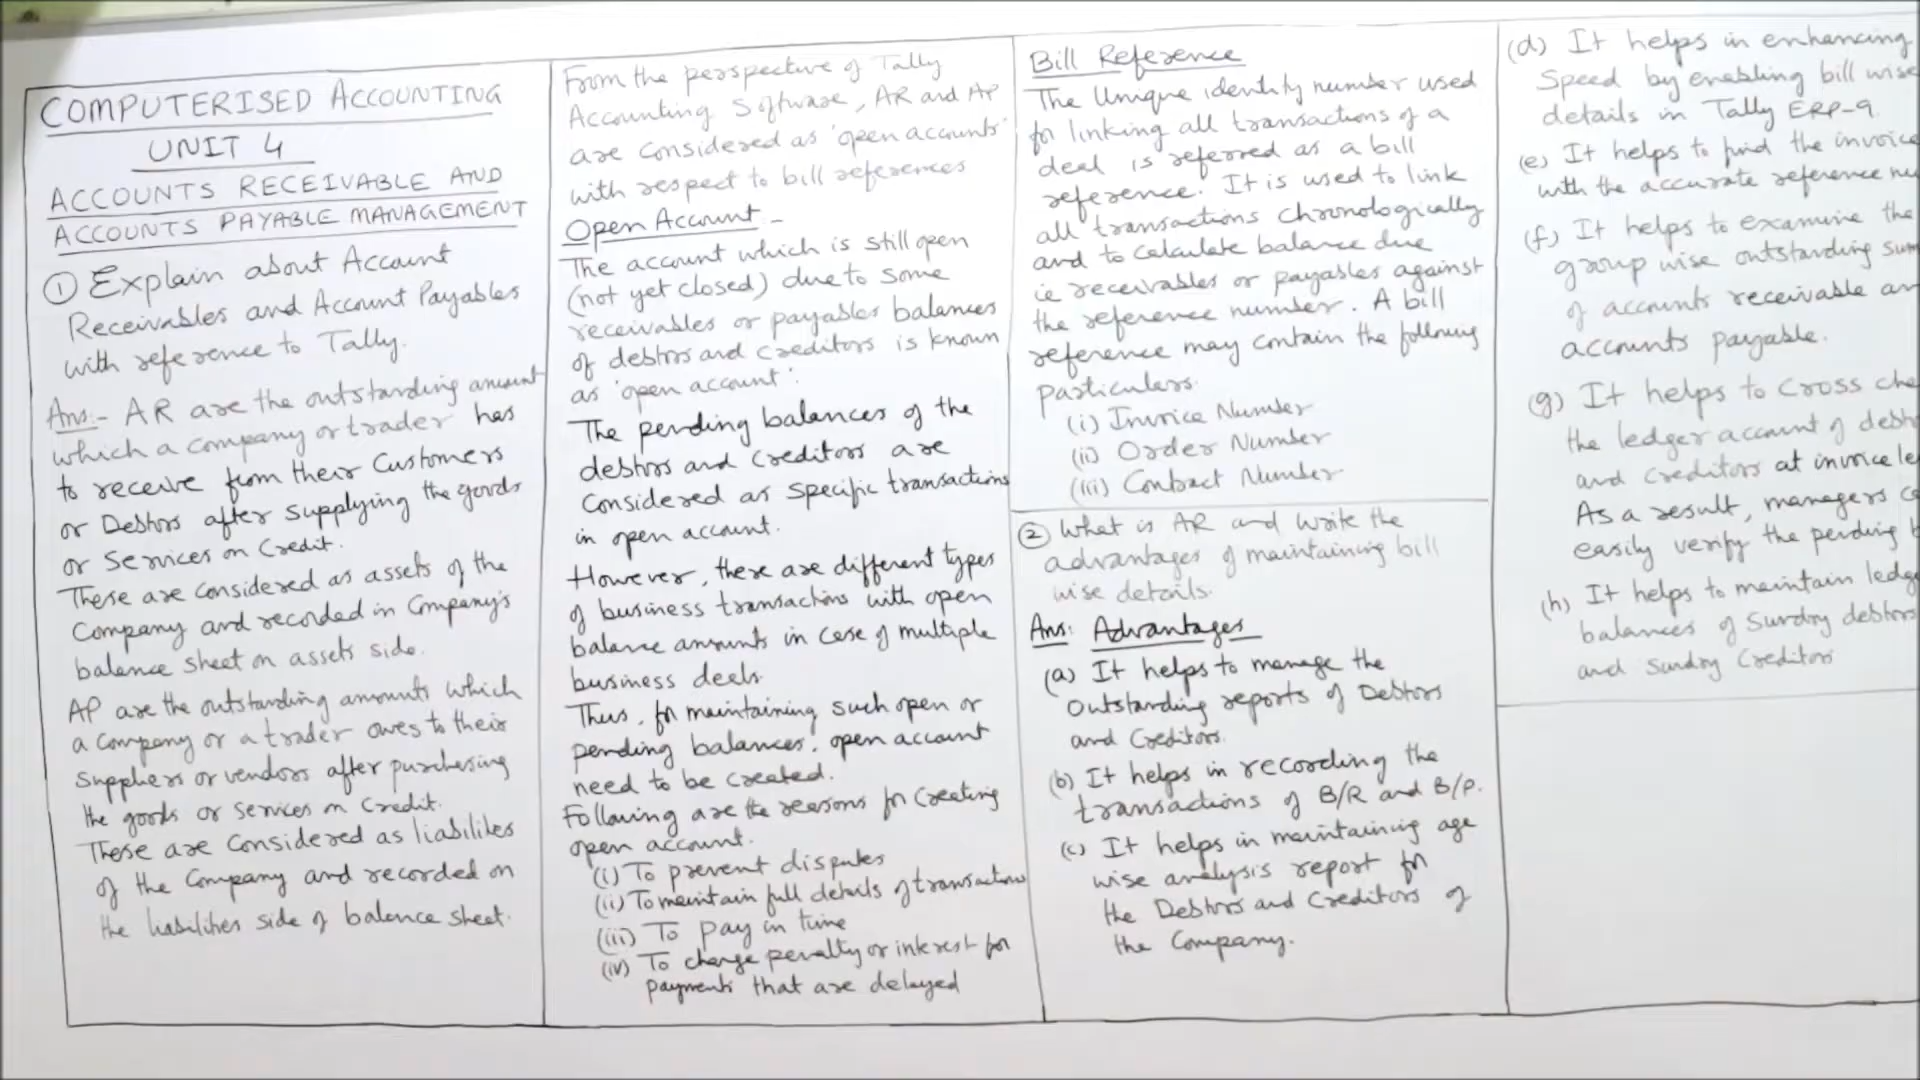 COMPUTERISED ACCOUNTING
UNIT 4
ACCOUNTS RECEIVABLE AND
ACCOUNTS PAYABLE MANAGEMENT
① Explain about Account
Receivables and Account Payables
with reference to Tally.
Ans:- AR are the outstanding amount
which a company or trader has
to receive from their Customers
or Debtors after supplying the goods
or Services on Credit.
These are considered as assets of the
Company and recorded in Company's
balance sheet on assets side.
AP are the outstanding amounts which
a company or a trader owes to their
Suppliers or vendors after purchasing
the goods or services on Credit.
These are Considered as liabilities
of the Company and recorded on
the liabilities side of balance sheet.
From the perspective of Tally
Accounting Software, AR and AP
are considered as 'open accounts'
with respect to bill references
Open Account:-
The account which is still open
(not yet closed) due to some
receivables or payables balances
of debtors and creditors is known
as 'open account'.
The pending balances of the
debtors and creditors are
Considered as specific transactions
in open account.
However, there are different types
of business transactions with open
balance amounts in case of multiple
business deals.
Thus, for maintaining such open or
pending balances, open account
need to be created.
Following are the reasons for Creating
open account.
(i) To prevent disputes
(ii) To maintain full details of transactions
(iii) To pay in time
(iv) To charge penalty or interest for
payments that are delayed
Bill Reference
The Unique identity number used
for linking all transactions of a
deal is referred as a bill
reference. It is used to link
all transactions Chronologically
and to calculate balance due
ie receivables or payables against
the reference number. A bill
reference may contain the following
particulars.
(i) Invoice Number
(ii) Order Number
(iii) Contract Number
② What is AR and write the
advantages of maintaining bill
wise details.
Ans: Advantages
(a) It helps to manage the
Outstanding reports of Debtors
and Creditors.
(b) It helps in recording the
transactions of B/R and B/P.
(c) It helps in maintaining age
wise analysis report for
the Debtors and Creditors of
the Company.
(d) It helps in enhancing
Speed by enabling bill wise
details in Tally ERP-9.
(e) It helps to find the invoice
with the accurate reference
(f) It helps to examine the
group wise outstanding
of accounts receivable
accounts payable.
(g) It helps to Cross
the ledger account of
and creditors at invoice
As a result, managers
easily verify the pending
(h) It helps to maintain
balances of Sundry debtors
and Sundry Creditors